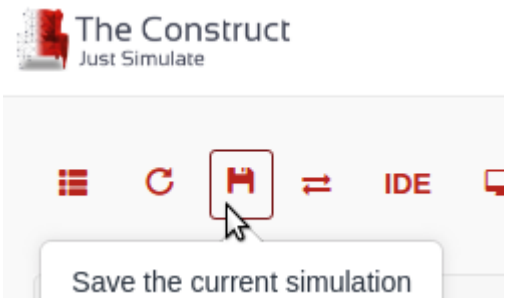 The Construct
Just Simulate
IDE
Save the current simulation